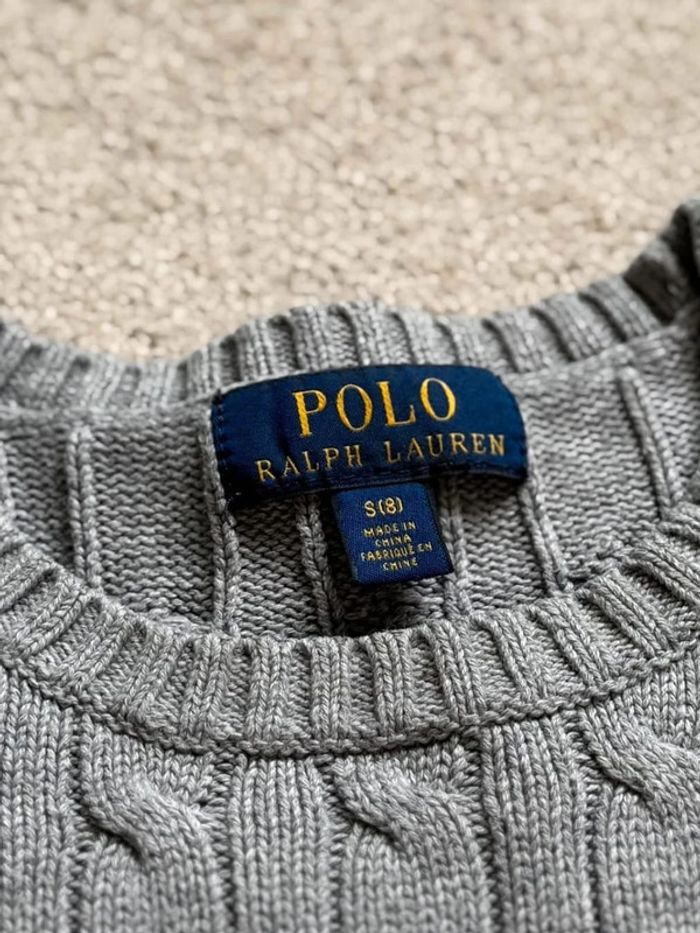 POLO
RALPH LAUREN
S(8)
MADE IN
CHINA
FABRIQUÉ EN
CHINE